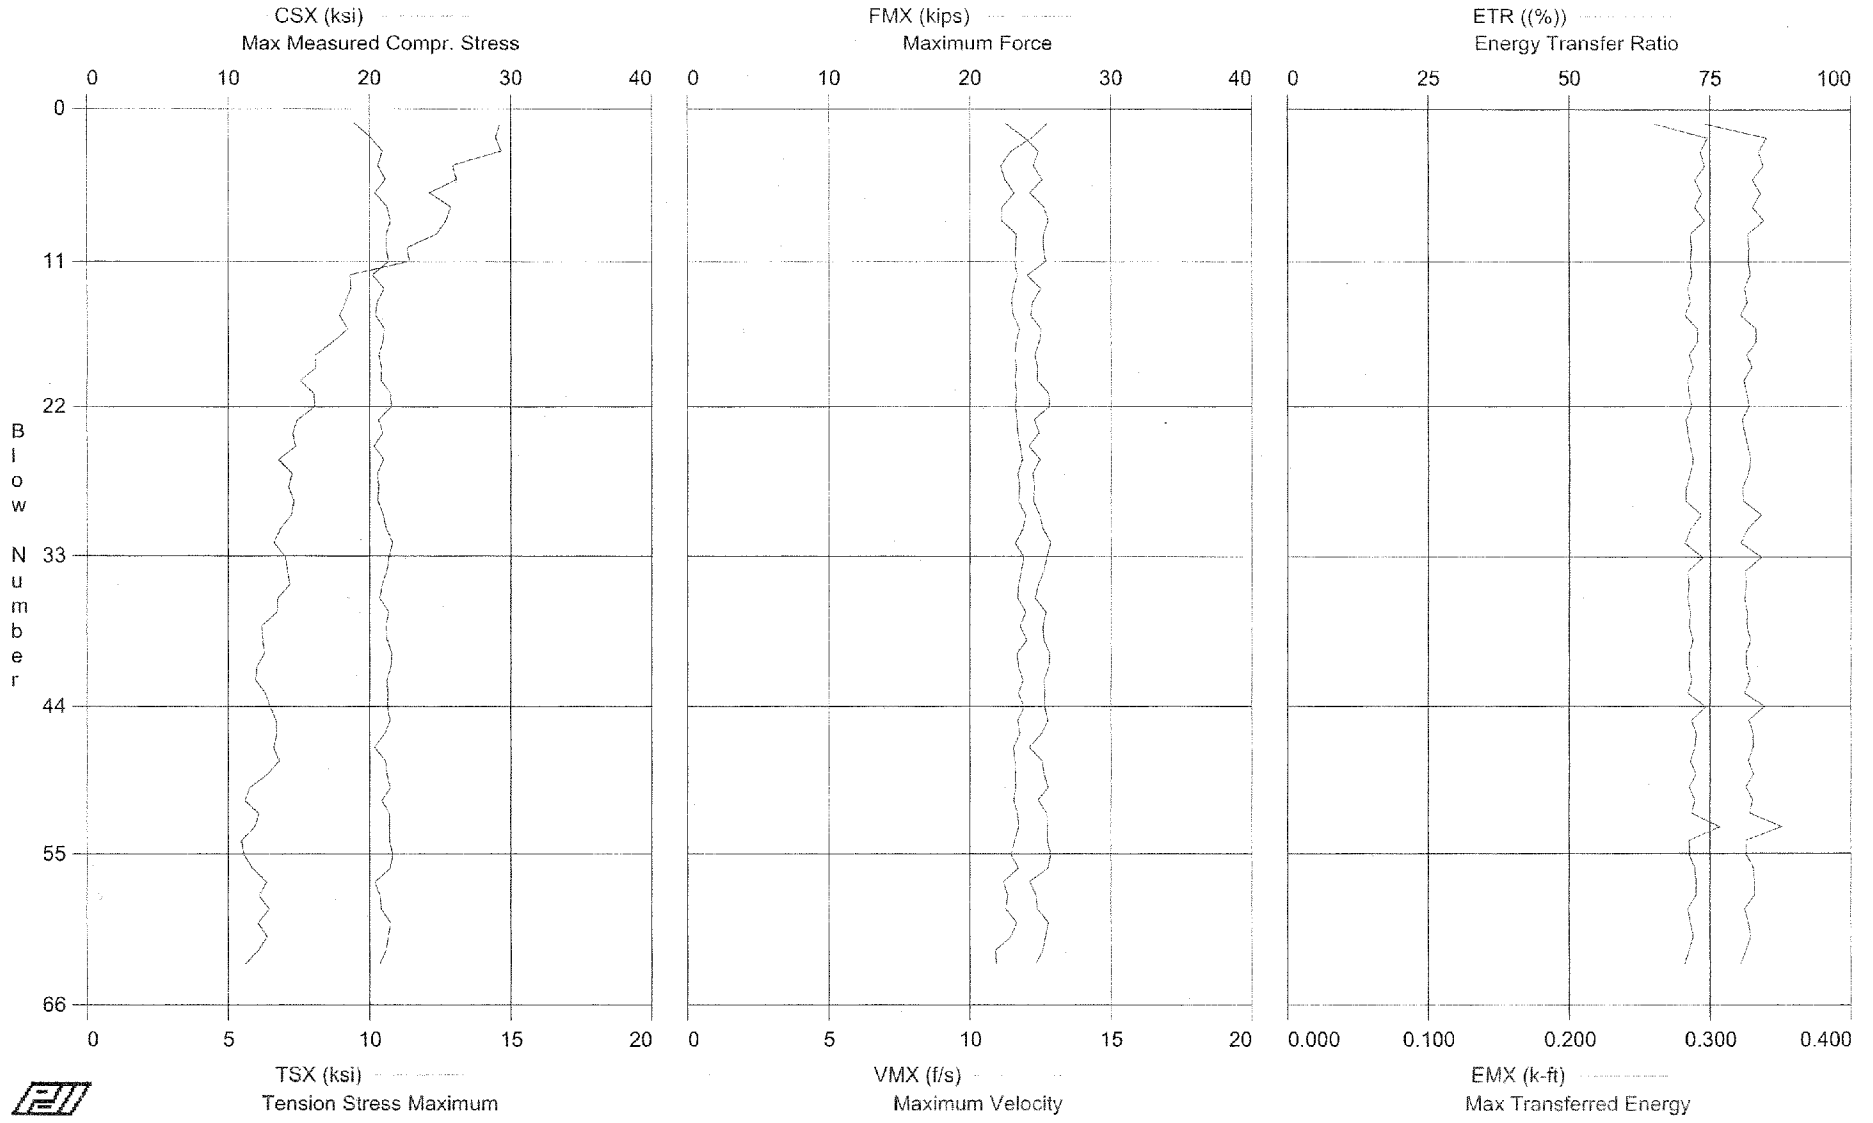 CSX (ksi)
Max Measured Compr. Stress
FMX (kips)
Maximum Force
ETR ((%))
Energy Transfer Ratio
0 10 20 30 40
0 10 20 30 40
0 25 50 75 100
0
11
22
33
44
55
66
Blow Number
0 5 10 15 20
0 5 10 15 20
0.000 0.100 0.200 0.300 0.400
TSX (ksi)
Tension Stress Maximum
VMX (f/s)
Maximum Velocity
EMX (k-ft)
Max Transferred Energy
PDI